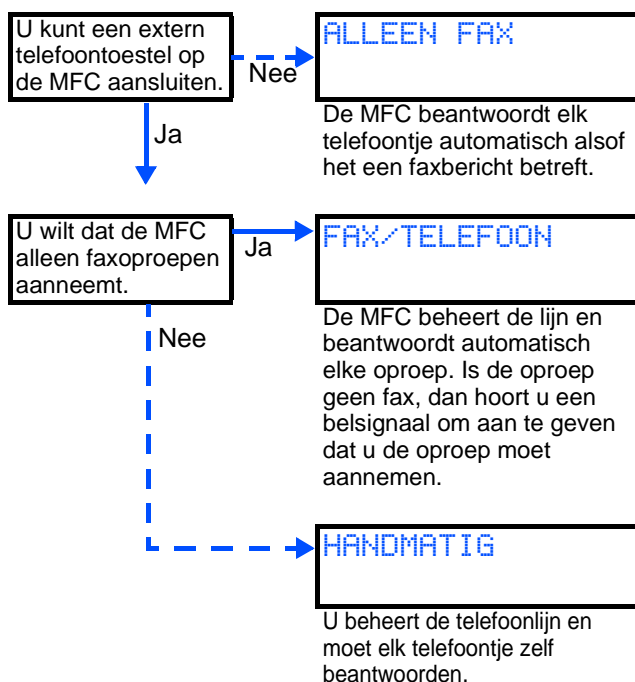 U kunt een extern
telefoontoestel op
de MFC aansluiten.
Nee
ALLEEN FAX
De MFC beantwoordt elk
telefoontje automatisch alsof
het een faxbericht betreft.
Ja
U wilt dat de MFC
alleen faxoproepen
aanneemt.
Ja
FAX/TELEFOON
De MFC beheert de lijn en
beantwoordt automatisch
elke oproep. Is de oproep
geen fax, dan hoort u een
belsignaal om aan te geven
dat u de oproep moet
aannemen.
Nee
HANDMATIG
U beheert de telefoonlijn en
moet elk telefoontje zelf
beantwoorden.